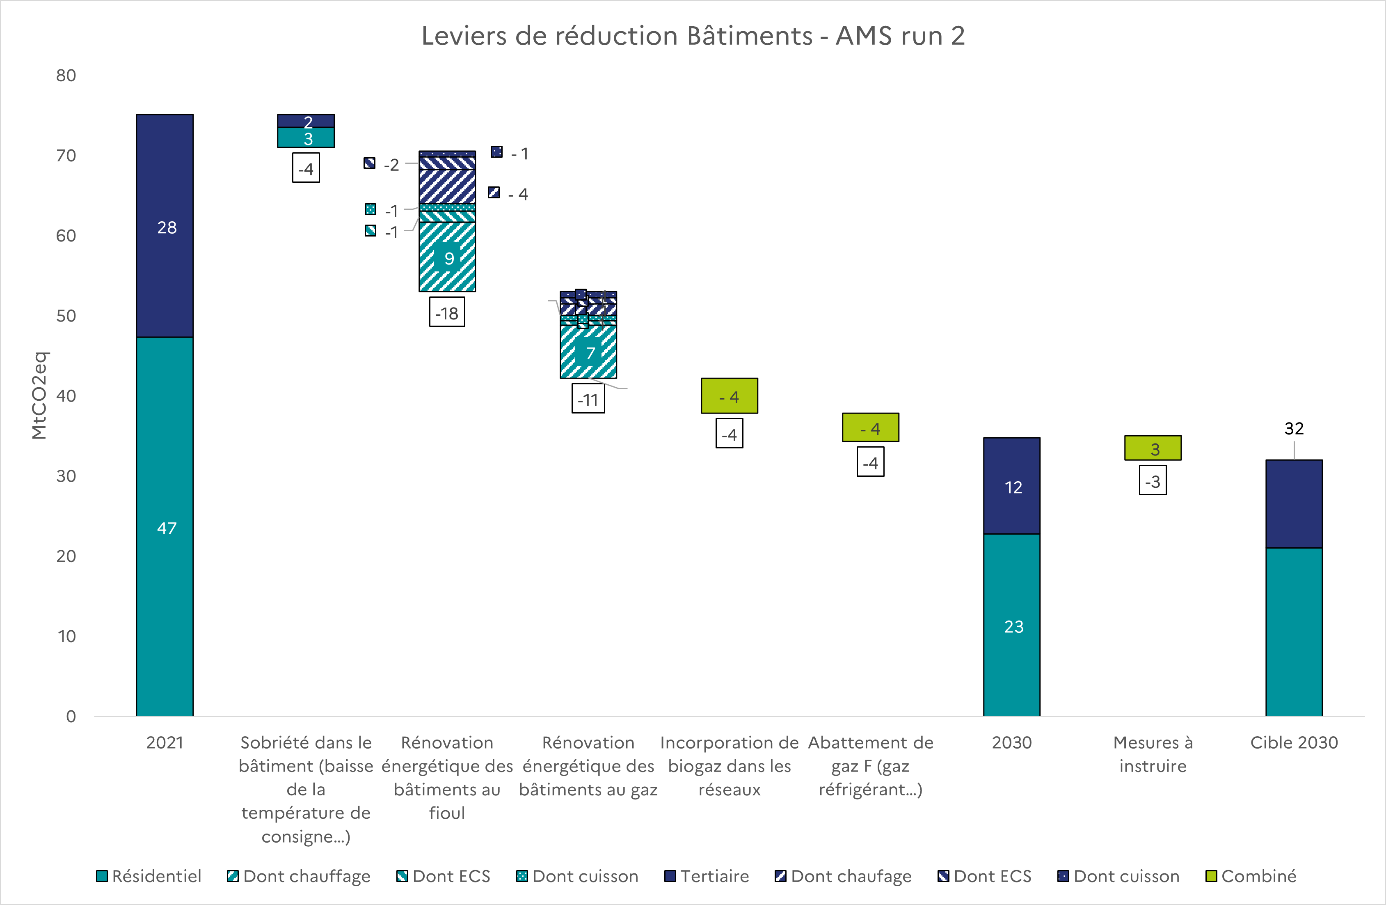 Leviers de réduction Bâtiments - AMS run 2
MtCO2eq
80
70
60
50
40
30
20
10
0
28
47
2
3
-4
-2
-1
-1
- 1
- 4
9
-18
7
-11
- 4
-4
- 4
-4
12
23
3
-3
32
2021
Sobriété dans le
bâtiment (baisse
de la
température de
consigne...)
Rénovation
énergétique des
bâtiments au
fioul
Rénovation
énergétique des
bâtiments au gaz
Incorporation de
biogaz dans les
réseaux
Abattement de
gaz F (gaz
réfrigérant...)
2030
Mesures à
instruire
Cible 2030
Résidentiel Dont chauffage Dont ECS Dont cuisson Tertiaire Dont chaufage Dont ECS Dont cuisson Combiné